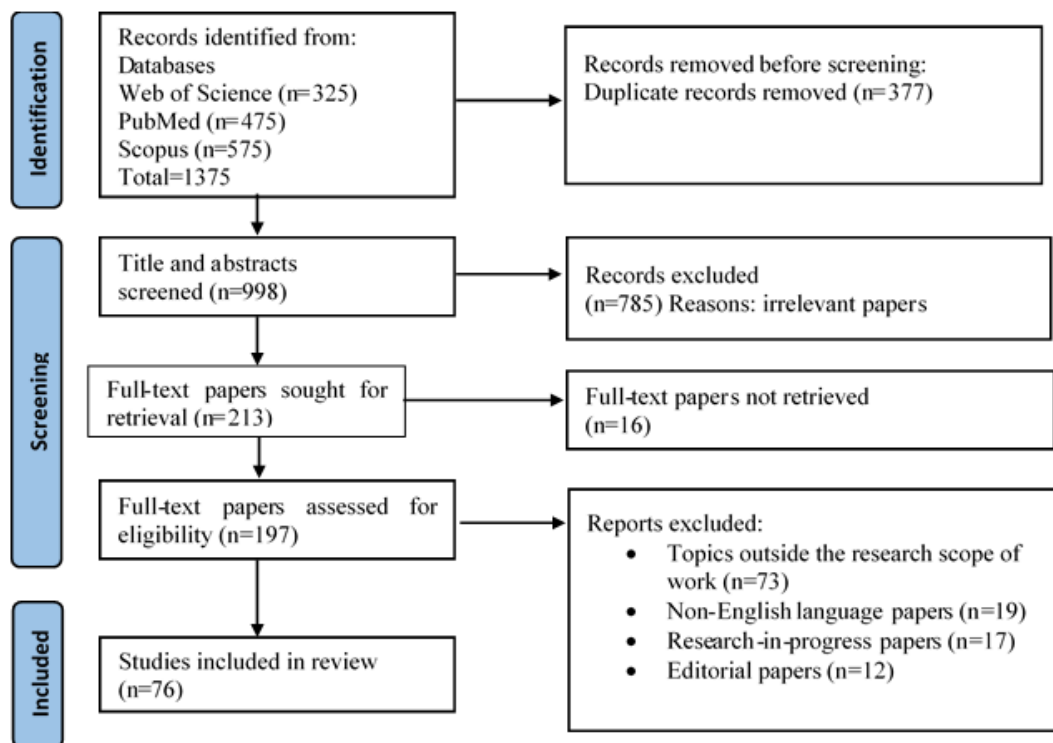 Identification
Records identified from:
Databases
Web of Science (n=325)
PubMed (n=475)
Scopus (n=575)
Total=1375
Records removed before screening:
Duplicate records removed (n=377)
Screening
Title and abstracts
screened (n=998)
Records excluded
(n=785) Reasons: irrelevant papers
Full-text papers sought for
retrieval (n=213)
Full-text papers not retrieved
(n=16)
Full-text papers assessed for
eligibility (n=197)
Reports excluded:
• Topics outside the research scope of
work (n=73)
• Non-English language papers (n=19)
• Research-in-progress papers (n=17)
• Editorial papers (n=12)
Included
Studies included in review
(n=76)